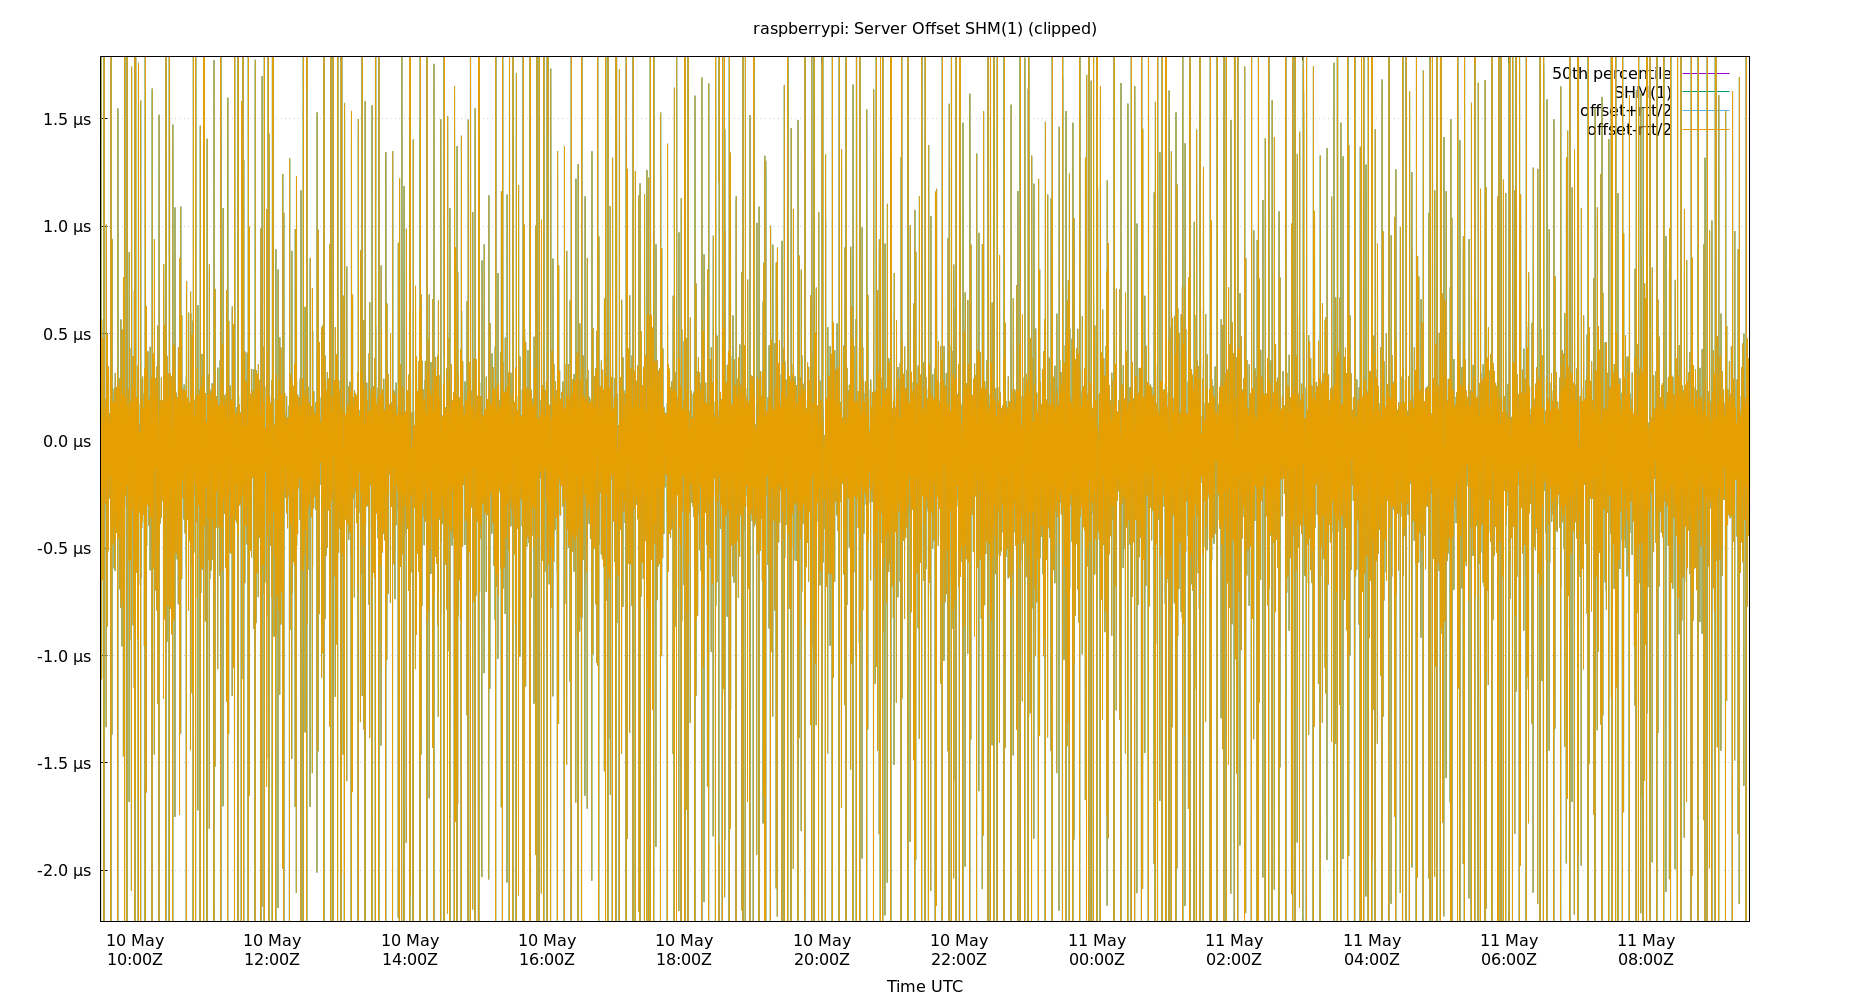 raspberrypi: Server Offset SHM(1) (clipped)
50th percentile
SHM(1)
offset+rtt/2
offset-rtt/2
1.5 µs
1.0 µs
0.5 µs
0.0 µs
-0.5 µs
-1.0 µs
-1.5 µs
-2.0 µs
10 May 10 May 10 May 10 May 10 May 10 May 10 May 11 May 11 May 11 May 11 May 11 May
10:00Z 12:00Z 14:00Z 16:00Z 18:00Z 20:00Z 22:00Z 00:00Z 02:00Z 04:00Z 06:00Z 08:00Z
Time UTC